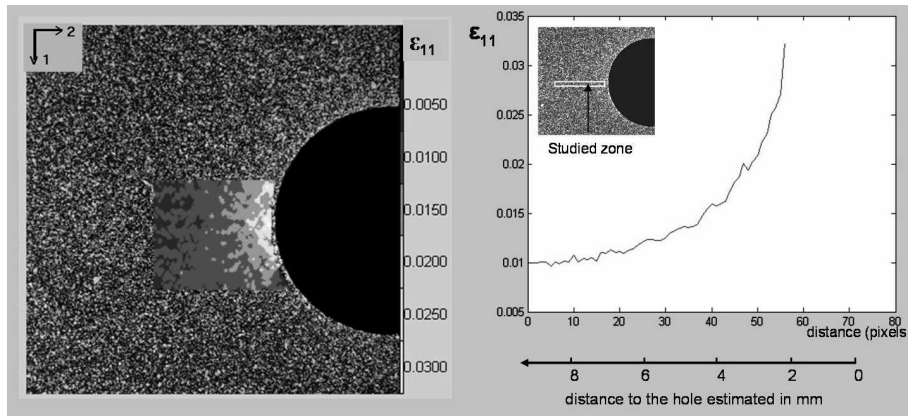 2
1
ε11
0.0050
0.0100
0.0150
0.0200
0.0250
0.0300
ε11
0.035
0.03
0.025
0.02
0.015
0.01
0.005
Studied zone
0 10 20 30 40 50 60 70 80
distance (pixels
8 6 4 2 0
distance to the hole estimated in mm